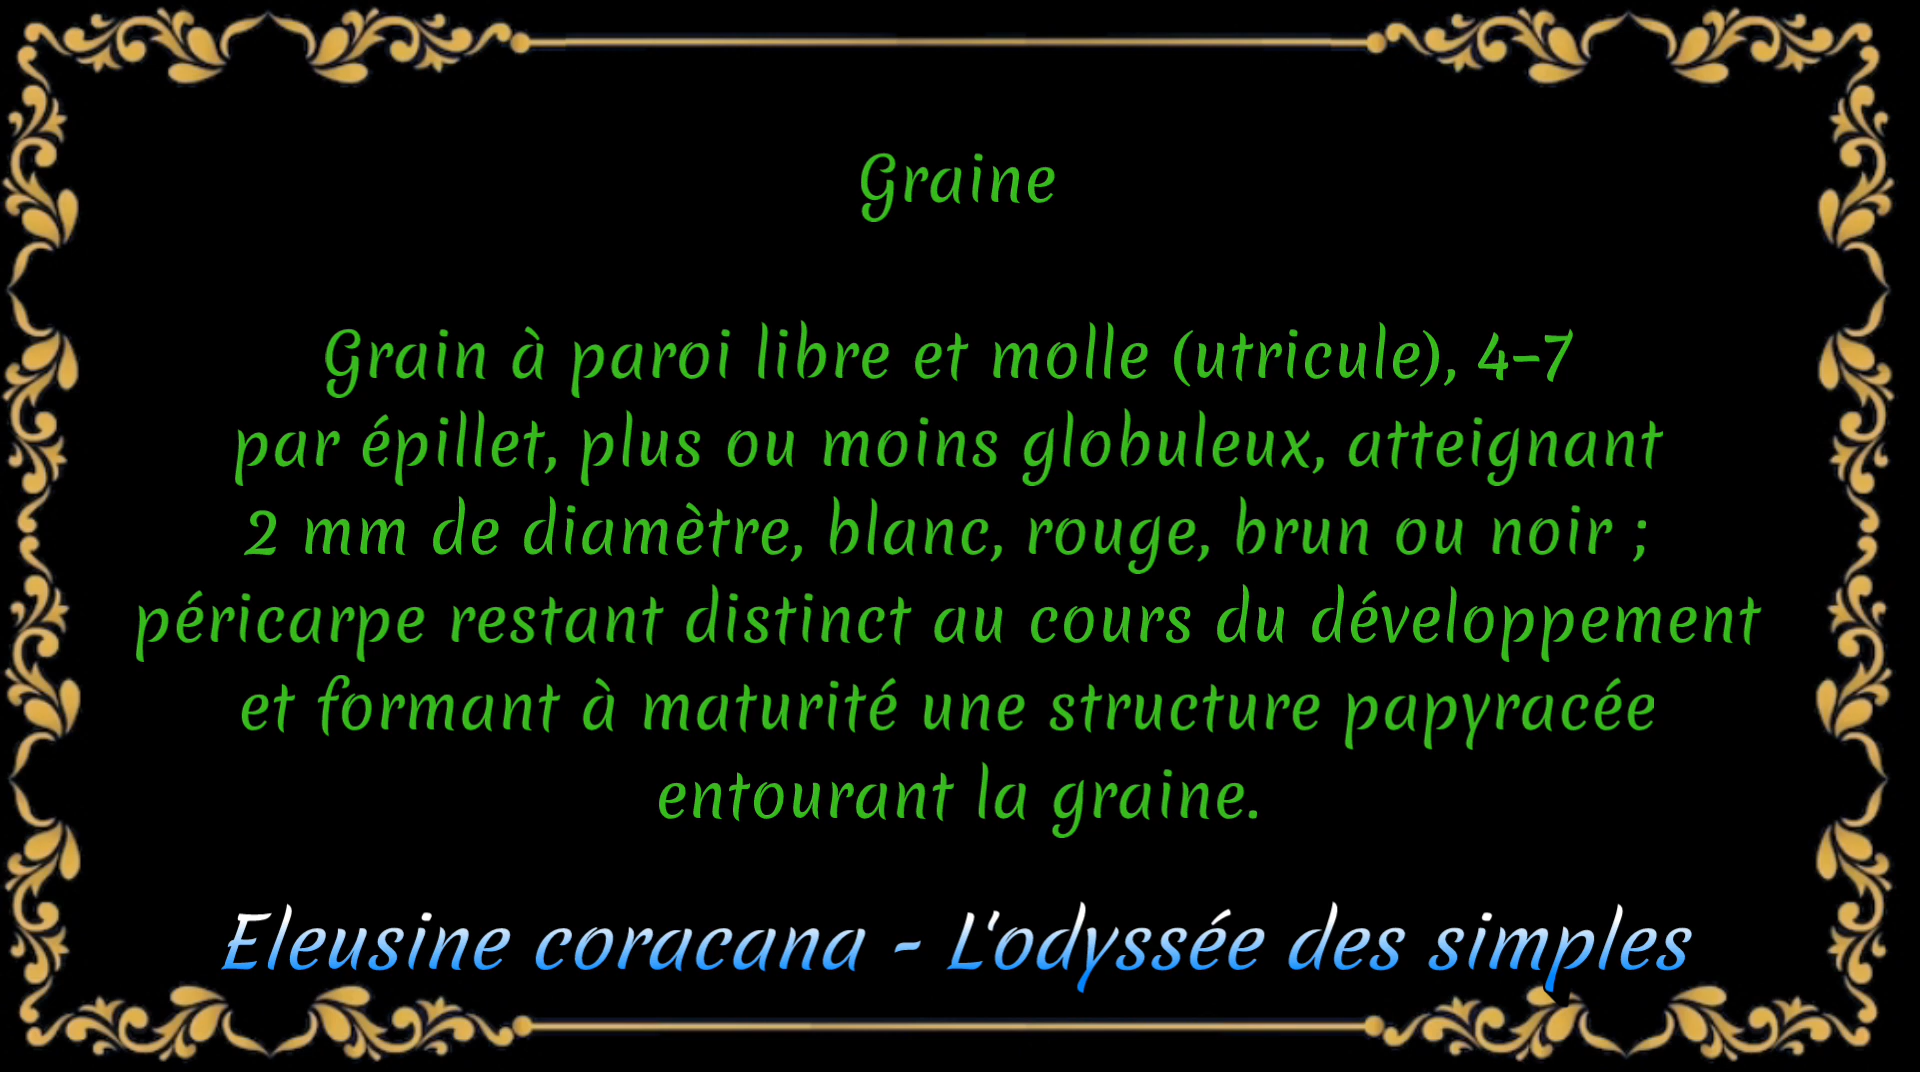 Graine
Grain à paroi libre et molle (utricule), 4–7
par épillet, plus ou moins globuleux, atteignant
2 mm de diamètre, blanc, rouge, brun ou noir ;
péricarpe restant distinct au cours du développement
et formant à maturité une structure papyracée
entourant la graine.
Eleusine coracana - L'odyssée des simples